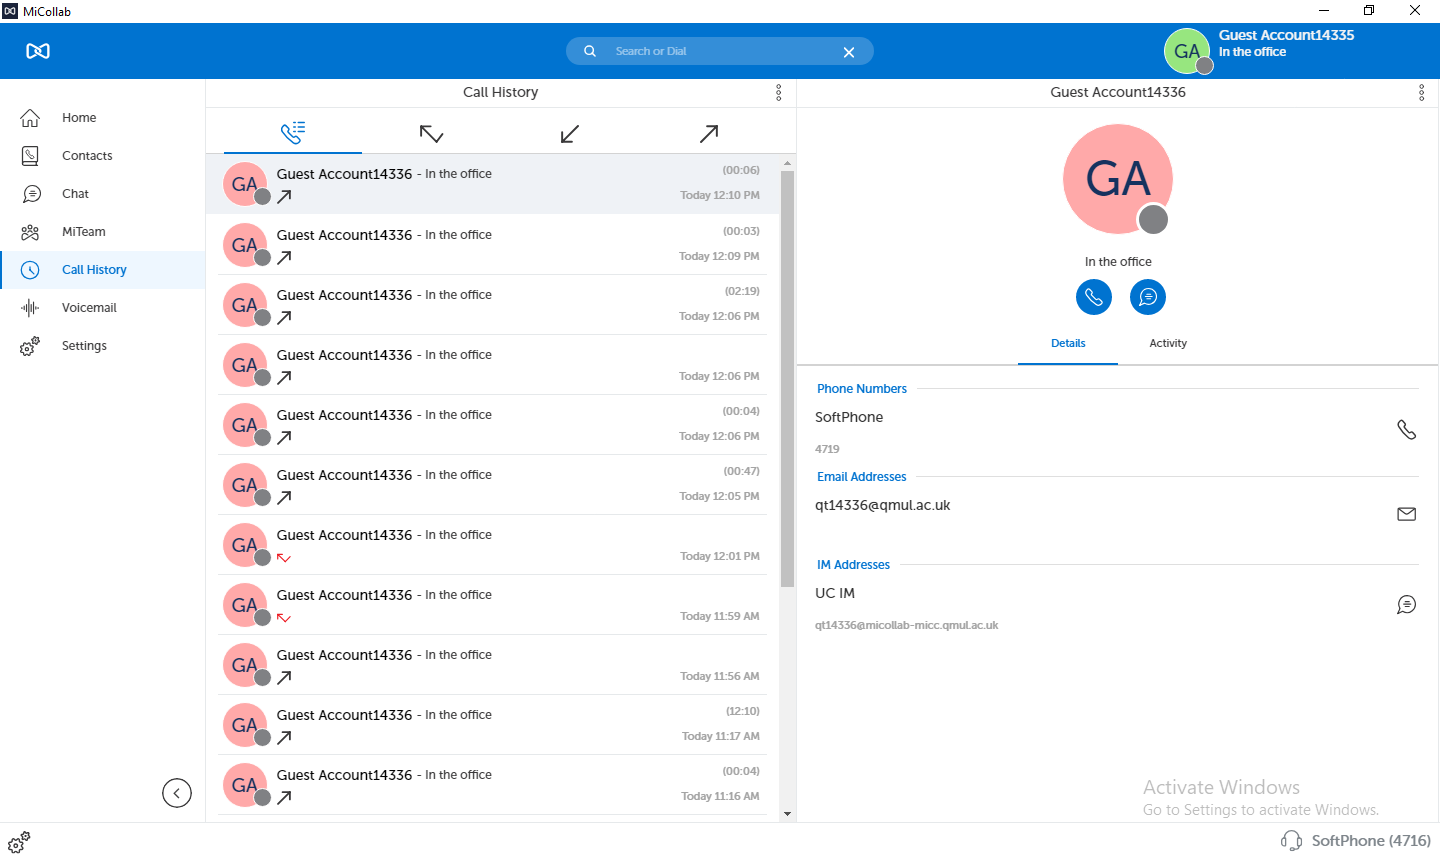 MiCollab
Search or Dial
GA
Guest Account14335
In the office
Home
Contacts
Chat
MiTeam
Call History
Voicemail
Settings
Call History
GA
Guest Account14336 - In the office
(00:06)
Today 12:10 PM
GA
Guest Account14336 - In the office
(00:03)
Today 12:09 PM
GA
Guest Account14336 - In the office
(02:19)
Today 12:06 PM
GA
Guest Account14336 - In the office
Today 12:06 PM
GA
Guest Account14336 - In the office
(00:04)
Today 12:06 PM
GA
Guest Account14336 - In the office
(00:47)
Today 12:05 PM
GA
Guest Account14336 - In the office
Today 12:01 PM
GA
Guest Account14336 - In the office
Today 11:59 AM
GA
Guest Account14336 - In the office
Today 11:56 AM
GA
Guest Account14336 - In the office
(12:10)
Today 11:17 AM
GA
Guest Account14336 - In the office
(00:04)
Today 11:16 AM
Guest Account14336
GA
In the office
Details
Activity
Phone Numbers
SoftPhone
4719
Email Addresses
qt14336@qmul.ac.uk
IM Addresses
UC IM
qt14336@micollab-micc.qmul.ac.uk
Activate Windows
Go to Settings to activate Windows.
SoftPhone (4716)